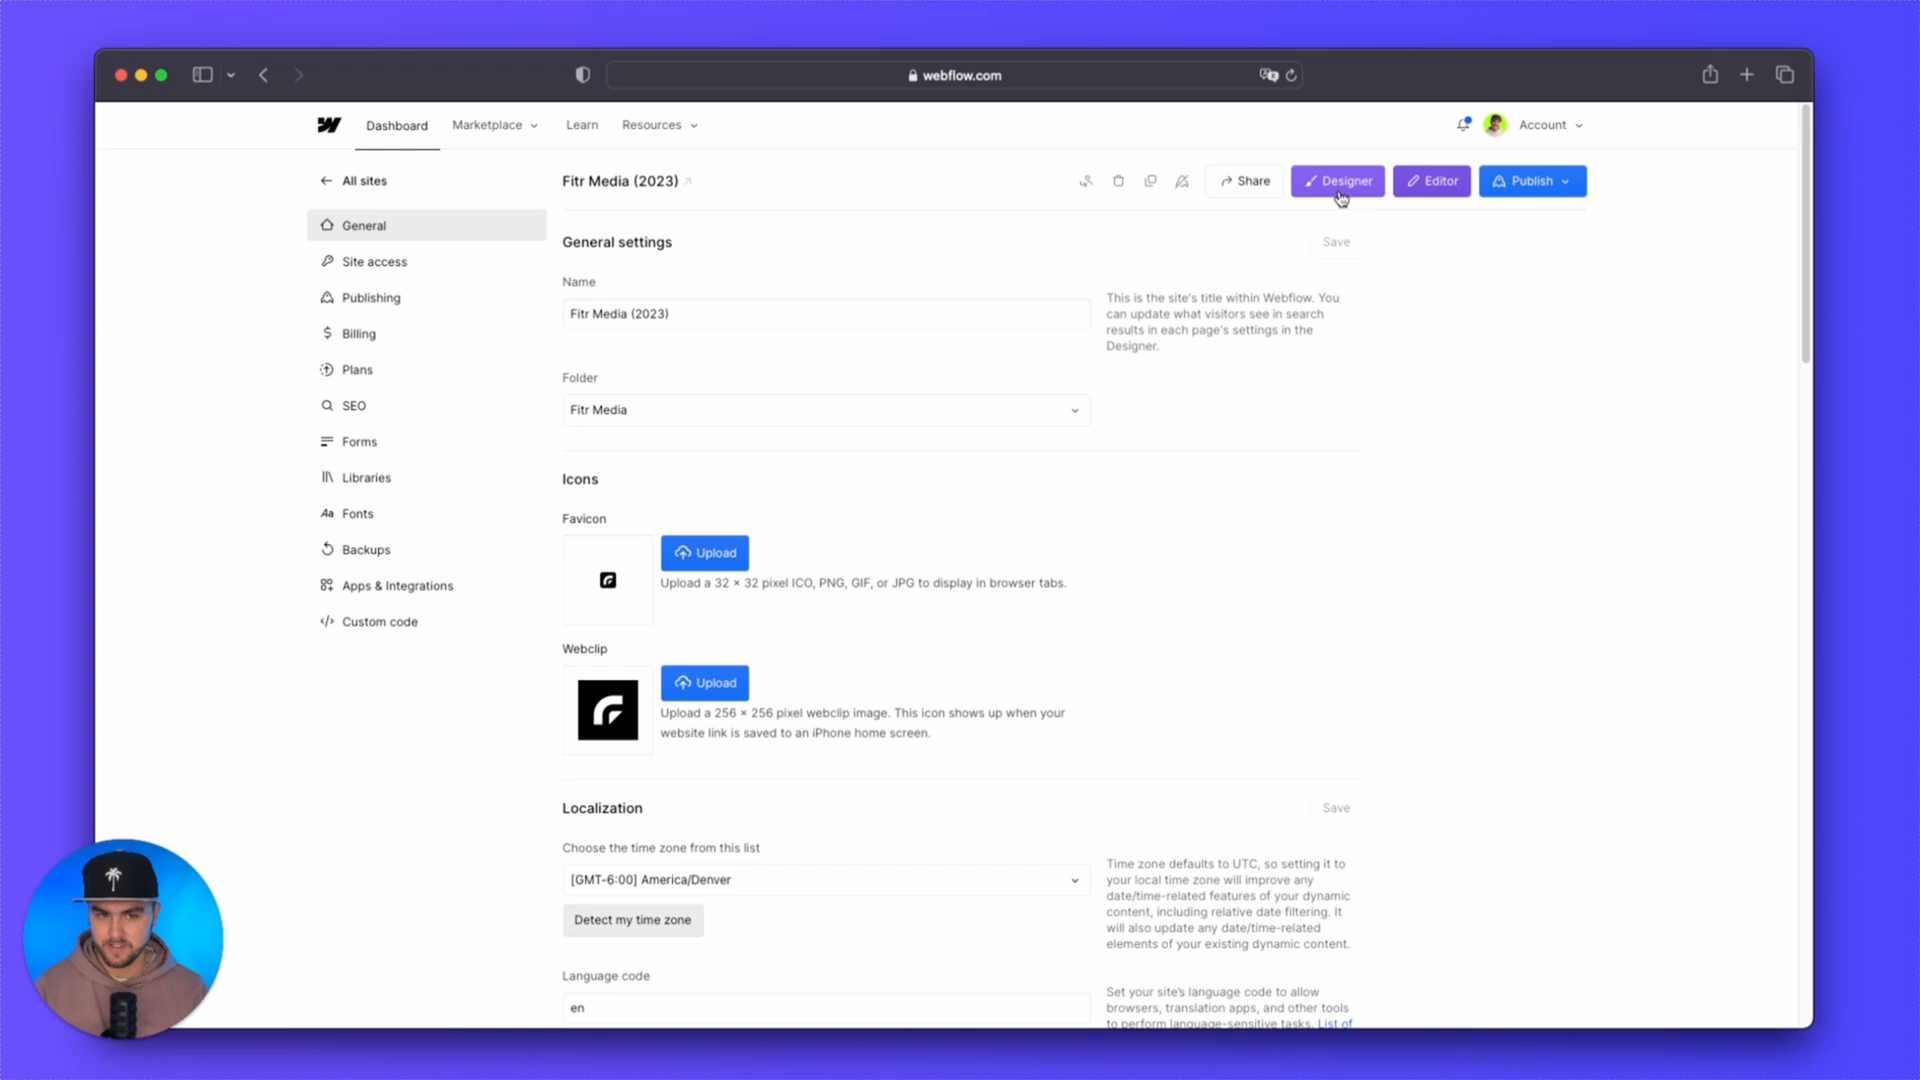 webflow.com
Dashboard
Marketplace
Learn
Resources
Account
All sites
Fitr Media (2023)
Share
Designer
Editor
Publish
General
Site access
Publishing
Billing
Plans
SEO
Forms
Libraries
Aa Fonts
Backups
Apps & Integrations
Custom code
General settings
Save
Name
Fitr Media (2023)
This is the site's title within Webflow. You
can update what visitors see in search
results in each page's settings in the
Designer.
Folder
Fitr Media
Icons
Favicon
Upload
Upload a 32 × 32 pixel ICO, PNG, GIF, or JPG to display in browser tabs.
Webclip
Upload
Upload a 256 × 256 pixel webclip image. This icon shows up when your
website link is saved to an iPhone home screen.
Localization
Save
Choose the time zone from this list
[GMT-6:00] America/Denver
Detect my time zone
Time zone defaults to UTC, so setting it to
your local time zone will improve any
date/time-related features of your dynamic
content, including relative date filtering. It
will also update any date/time-related
elements of your existing dynamic content.
Language code
en
Set your site's language code to allow
browsers, translation apps, and other tools
to perform language-sensitive tasks. List of